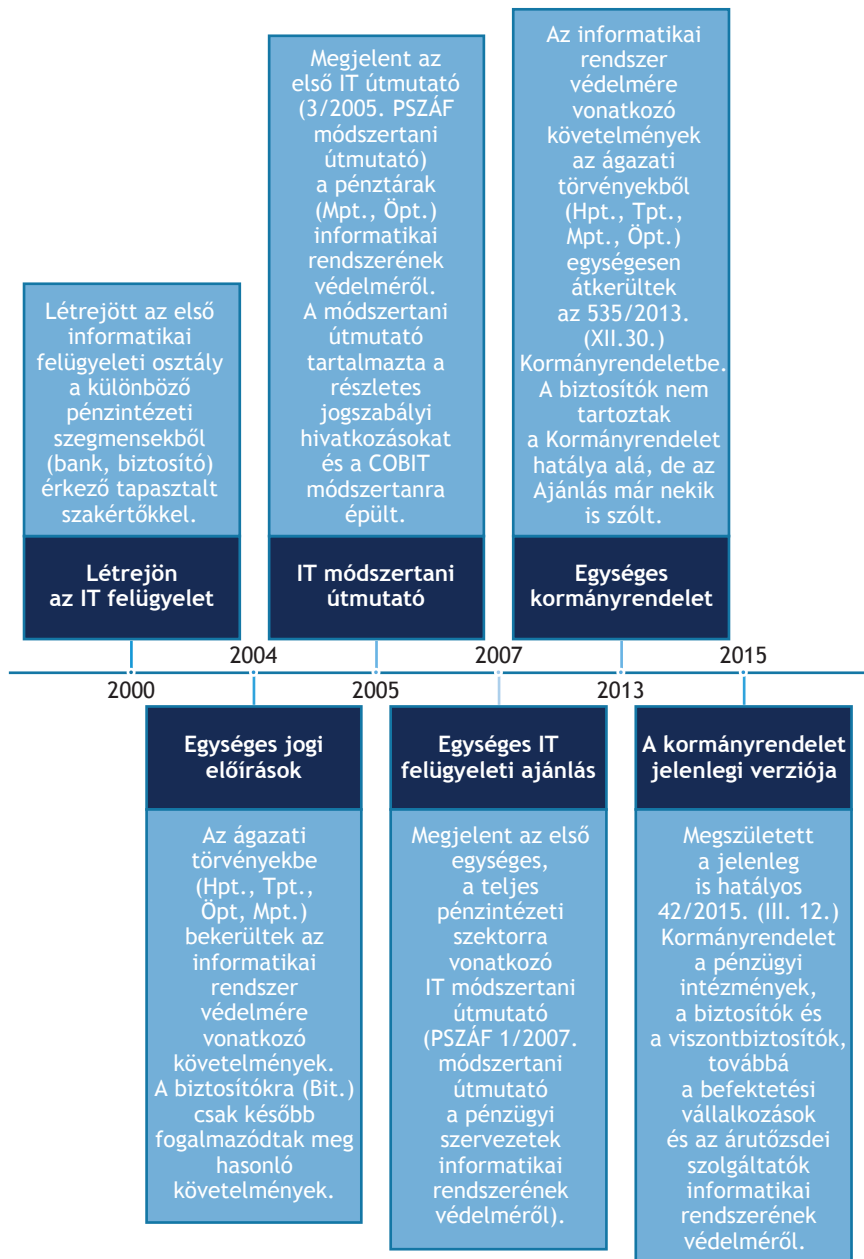 Létrejött az első
informatikai
felügyeleti osztály
a különböző
pénzintézeti
szegmensekből
(bank, biztosító)
érkező tapasztalt
szakértőkkel.
Létrejön
az IT felügyelet
Megjelent az
első IT útmutató
(3/2005. PSZÁF
módszertani
útmutató)
a pénztárak
(Mpt., Öpt.)
informatikai
rendszerének
védelméről.
A módszertani
útmutató
tartalmazta a
részletes
jogszabályi
hivatkozásokat
és a COBIT
módszertanra
épült.
IT módszertani
útmutató
Az informatikai
rendszer
védelmére
vonatkozó
követelmények
az ágazati
törvényekből
(Hpt., Tpt.,
Mpt., Öpt.)
egységesen
átkerültek
az 535/2013.
(XII.30.)
Kormányrendeletbe.
A biztosítók nem
tartoztak
a Kormányrendelet
hatálya alá, de az
Ajánlás már nekik
is szólt.
Egységes
kormányrendelet
2004 2007 2015
2000 2005 2013
Egységes jogi
előírások
Az ágazati
törvényekbe
(Hpt., Tpt.,
Öpt, Mpt.)
bekerültek az
informatikai
rendszer
védelmére
vonatkozó
követelmények.
A biztosítókra (Bit.)
csak később
fogalmazódtak meg
hasonló
követelmények.
Egységes IT
felügyeleti ajánlás
Megjelent az első
egységes,
a teljes
pénzintézeti
szektorra
vonatkozó
IT módszertani
útmutató
(PSZÁF 1/2007.
módszertani
útmutató
a pénzügyi
szervezetek
informatikai
rendszerének
védelméről).
A kormányrendelet
jelenlegi verziója
Megszületett
a jelenleg
is hatályos
42/2015. (III. 12.)
Kormányrendelet
a pénzügyi
intézmények,
a biztosítók és
a viszontbiztosítók,
továbbá
a befektetési
vállalkozások
és az árutőzsdei
szolgáltatók
informatikai
rendszerének
védelméről.